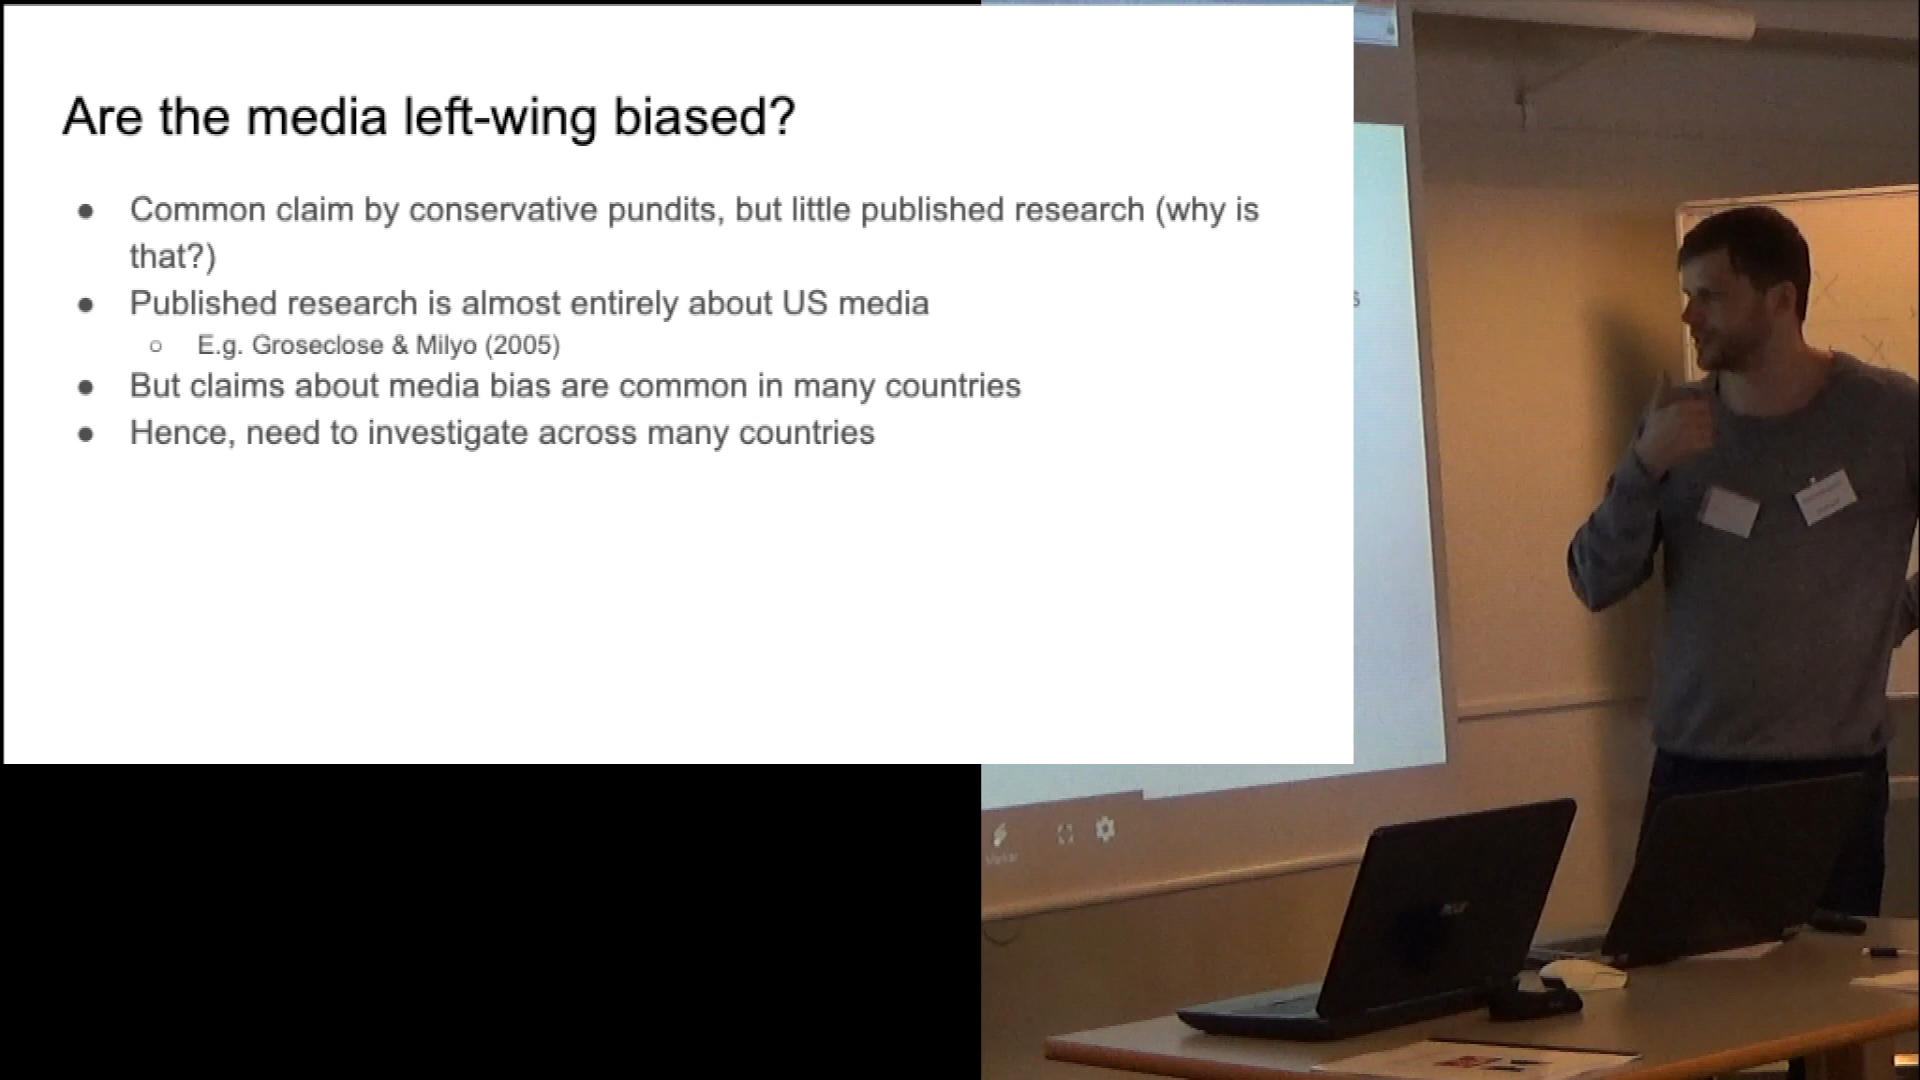 Are the media left-wing biased?
● Common claim by conservative pundits, but little published research (why is
that?)
● Published research is almost entirely about US media
○ E.g. Groseclose & Milyo (2005)
● But claims about media bias are common in many countries
● Hence, need to investigate across many countries
acer